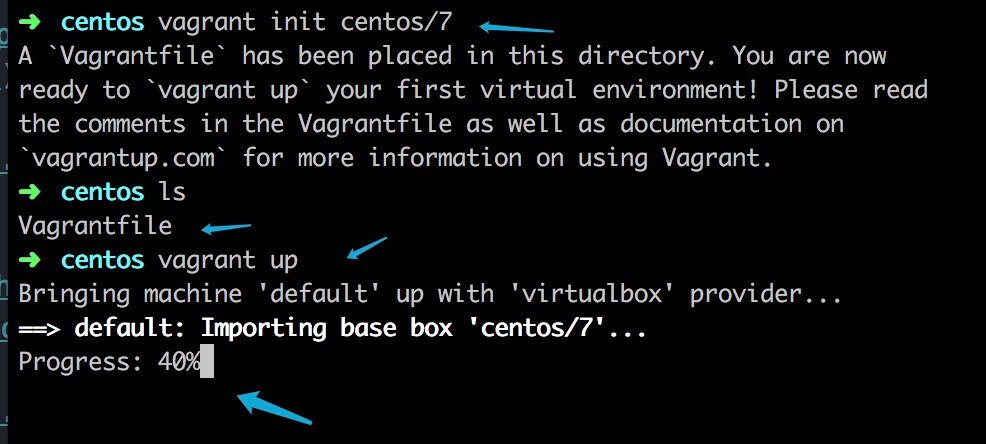 ➜ centos vagrant init centos/7
A `Vagrantfile` has been placed in this directory. You are now
ready to `vagrant up` your first virtual environment! Please read
the comments in the Vagrantfile as well as documentation on
`vagrantup.com` for more information on using Vagrant.
➜ centos ls
Vagrantfile
➜ centos vagrant up
Bringing machine 'default' up with 'virtualbox' provider...
==> default: Importing base box 'centos/7'...
Progress: 40%